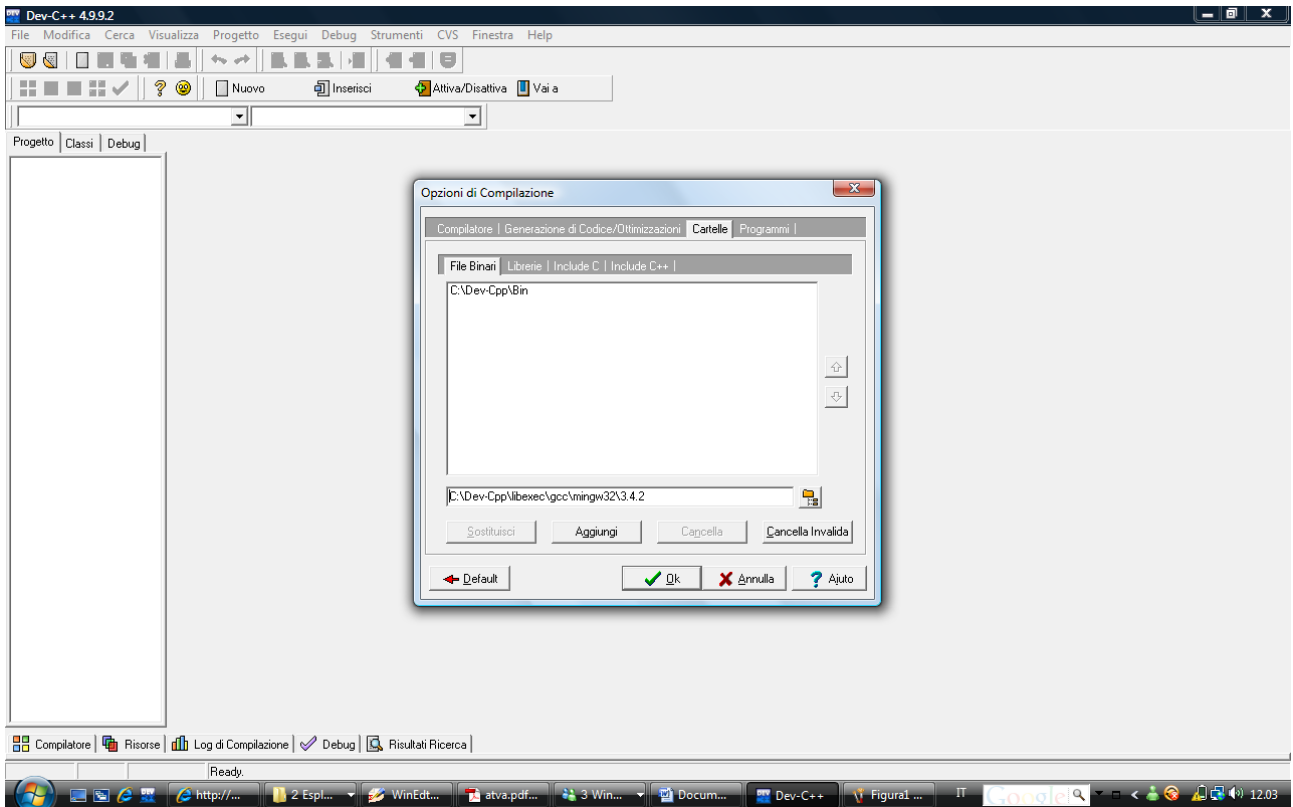 Dev-C++ 4.9.9.2
File Modifica Cerca Visualizza Progetto Esegui Debug Strumenti CVS Finestra Help
Nuovo Inserisci Attiva/Disattiva Vai a
Progetto Classi Debug
Opzioni di Compilazione
Compilatore Generazione di Codice/Ottimizzazioni Cartelle Programmi
File Binari Librerie Include C Include C++
C:\Dev-Cpp\Bin
C:\Dev-Cpp\libexec\gcc\mingw32\3.4.2
Sostituisci Aggiungi Cancella Cancella Invalida
Default Ok Annulla Aiuto
Compilatore Risorse Log di Compilazione Debug Risultati Ricerca
Ready.
http://... 2 Espl... WinEdt... atva.pdf... 3 Win... Docum... Dev-C++ Figura1 ... IT Google 12.03